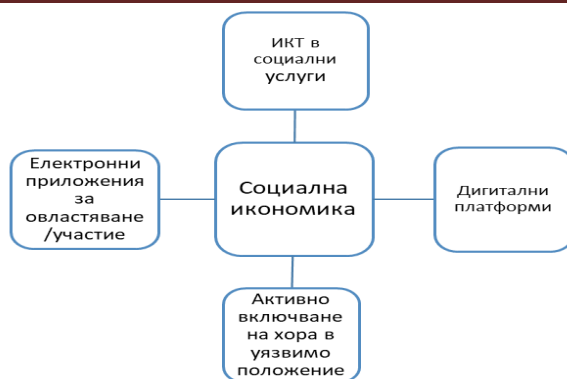 ИКТ в
социални
услуги
Електронни
приложения
за
овластяване
/участие
Социална
икономика
Дигитални
платформи
Активно
включване
на хора в
уязвимо
положение